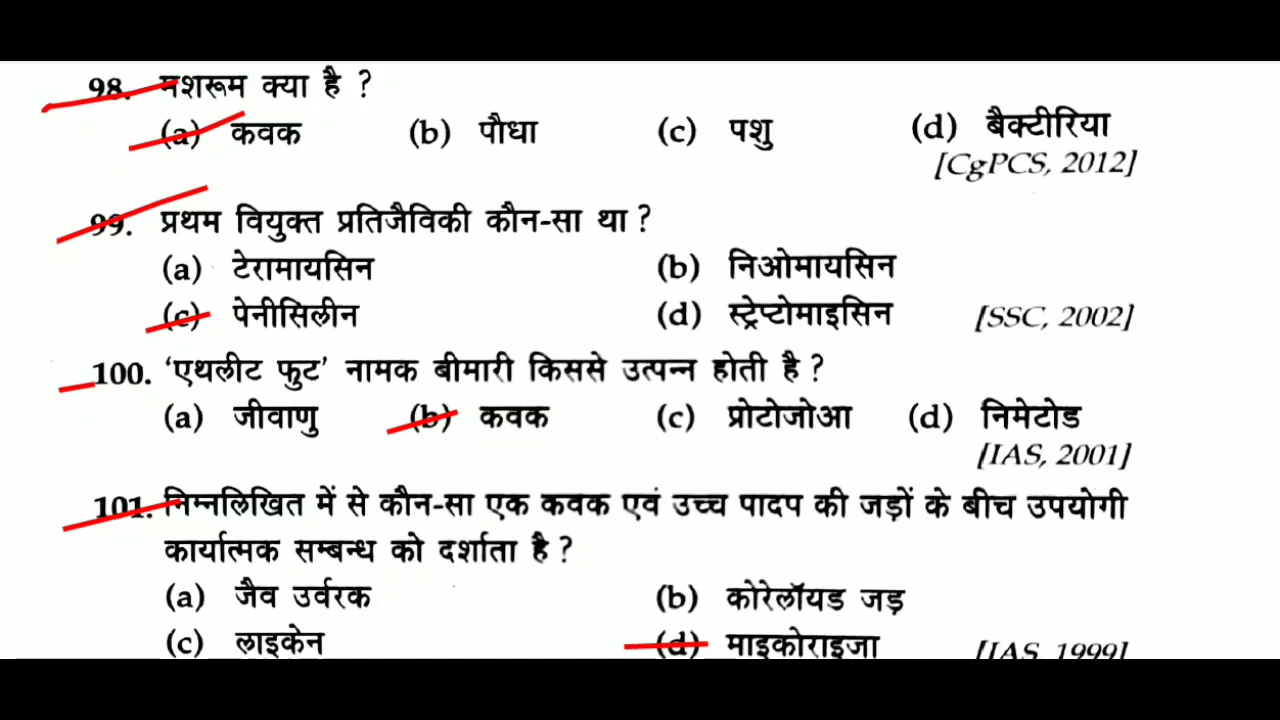 98. मशरूम क्या है ?
(a) कवक (b) पौधा (c) पशु (d) बैक्टीरिया
[CgPCS, 2012]
99. प्रथम वियुक्त प्रतिजैविकी कौन-सा था ?
(a) टेरामायसिन (b) निओमायसिन
(c) पेनीसिलीन (d) स्ट्रेप्टोमाइसिन [SSC, 2002]
100. 'एथलीट फुट' नामक बीमारी किससे उत्पन्न होती है ?
(a) जीवाणु (b) कवक (c) प्रोटोजोआ (d) निमेटोड
[IAS, 2001]
101. निम्नलिखित में से कौन-सा एक कवक एवं उच्च पादप की जड़ों के बीच उपयोगी
कार्यात्मक सम्बन्ध को दर्शाता है ?
(a) जैव उर्वरक (b) कोरेलॉयड जड़
(c) लाइकेन (d) माइकोराइजा [IAS, 1999]